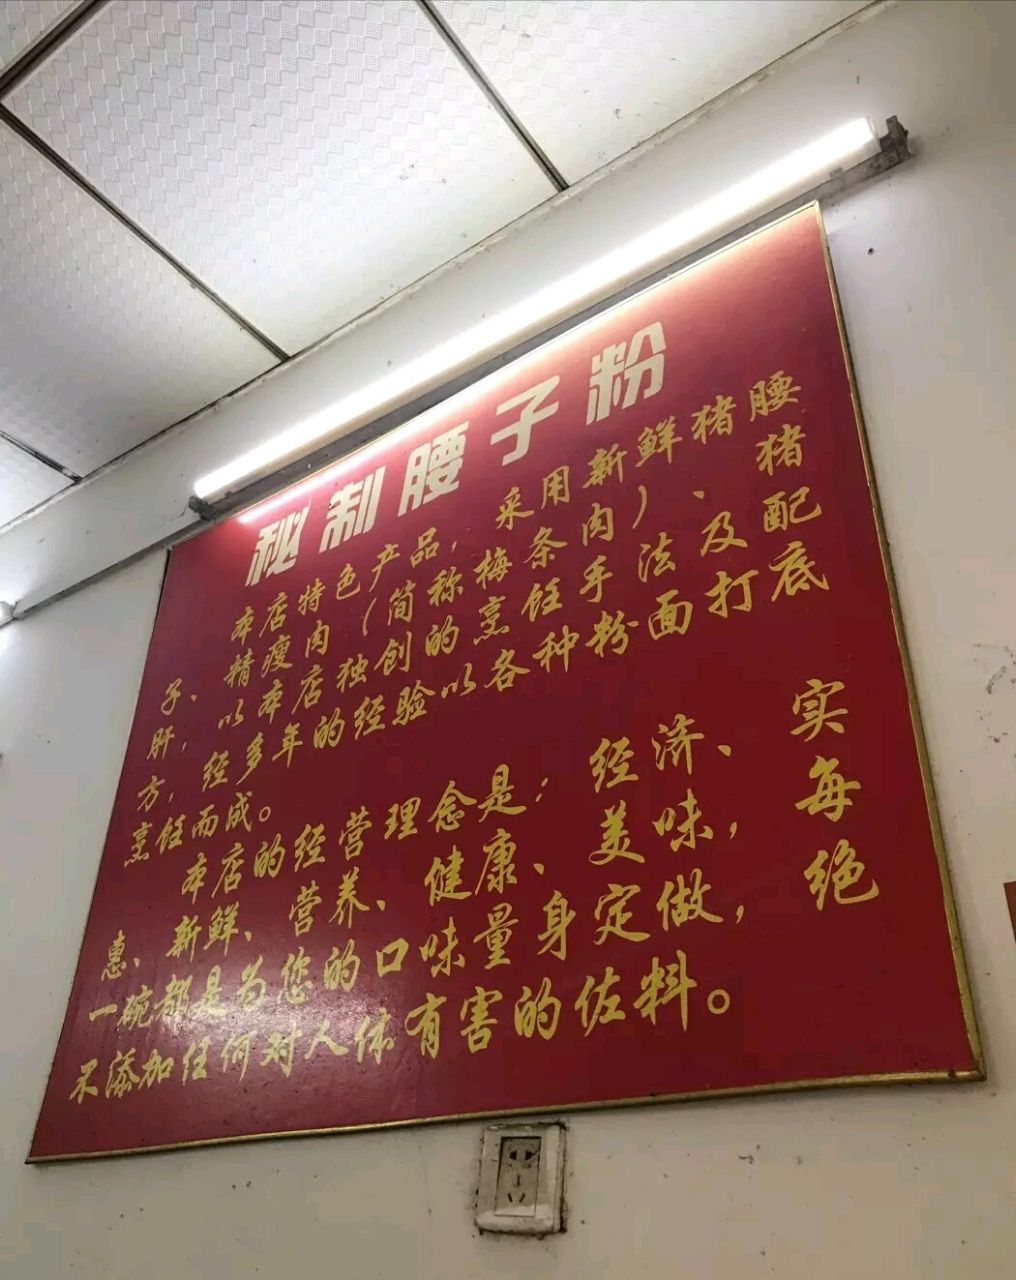 秘制腰子粉
本店特色产品，采用新鲜猪腰
子、精瘦肉（简称梅条肉）、猪
肝，以本店独创的烹饪手法及配
方，经多年的经验以各种粉面打底
烹饪而成。
本店的经营理念是：经济、实
惠、新鲜、营养、健康、美味，每
一碗都是为您的口味量身定做，绝
不添加任何对人体有害的佐料。